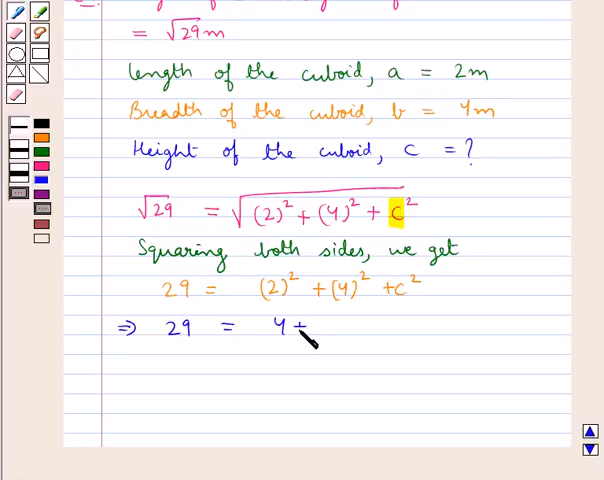 = √29 m
length of the cuboid, a = 2m
Breadth of the cuboid, b = 4m
Height of the cuboid, c = ?
√29 = √(2)² + (4)² + c²
Squaring both sides, we get
29 = (2)² + (4)² + c²
⇒ 29 = 4 +